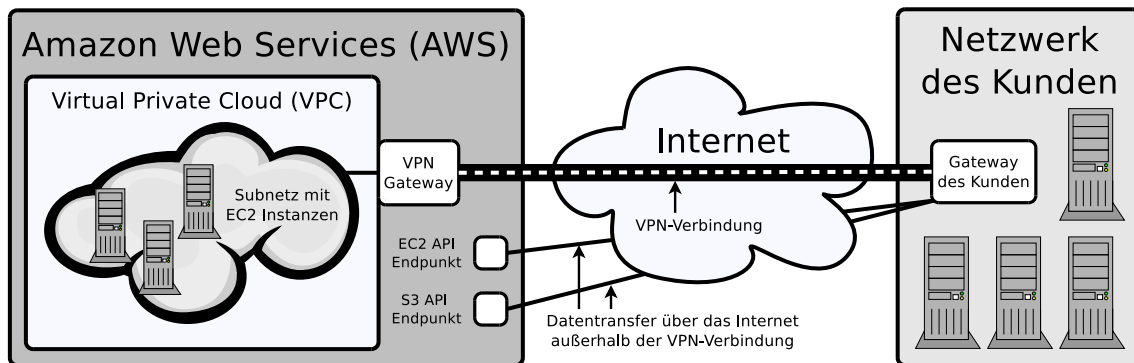 Amazon Web Services (AWS)
Virtual Private Cloud (VPC)
Subnetz mit
EC2 Instanzen
VPN
Gateway
EC2 API
Endpunkt
S3 API
Endpunkt
Internet
VPN-Verbindung
Datentransfer über das Internet
außerhalb der VPN-Verbindung
Netzwerk
des Kunden
Gateway
des Kunden